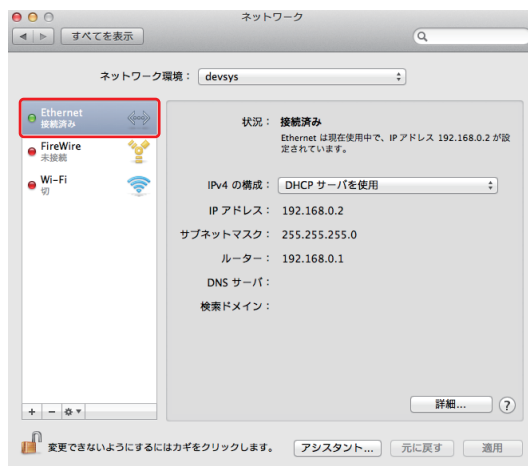 ネットワーク
すべてを表示
ネットワーク環境： devsys
Ethernet
接続済み
FireWire
未接続
Wi-Fi
切
状況： 接続済み
Ethernet は現在使用中で、IP アドレス 192.168.0.2 が設
定されています。
IPv4 の構成： DHCP サーバを使用
IP アドレス： 192.168.0.2
サブネットマスク： 255.255.255.0
ルーター： 192.168.0.1
DNS サーバ：
検索ドメイン：
詳細...
?
+ −
変更できないようにするにはカギをクリックします。
アシスタント...
元に戻す
適用